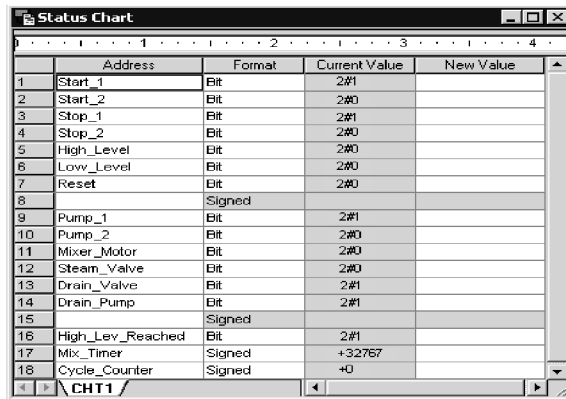 Status Chart
1 2 3 4
Address Format Current Value New Value
1 Start_1 Bit 2#1
2 Start_2 Bit 2#0
3 Stop_1 Bit 2#1
4 Stop_2 Bit 2#0
5 High_Level Bit 2#0
6 Low_Level Bit 2#0
7 Reset Bit 2#0
8 Signed
9 Pump_1 Bit 2#1
10 Pump_2 Bit 2#0
11 Mixer_Motor Bit 2#0
12 Steam_Valve Bit 2#0
13 Drain_Valve Bit 2#1
14 Drain_Pump Bit 2#1
15 Signed
16 High_Lev_Reached Bit 2#1
17 Mix_Timer Signed +32767
18 Cycle_Counter Signed +0
CHT1